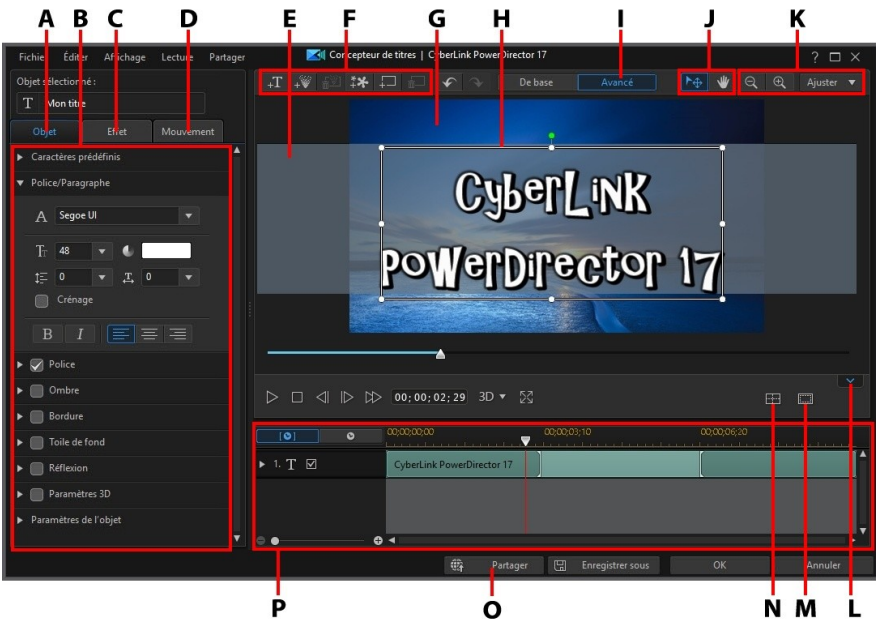 A B C D E F G H I J K
Fichier Éditer Affichage Lecture Partager Concepteur de titres | CyberLink PowerDirector 17 ?
Objet sélectionné :
T Mon titre
+T De base Avancé Ajuster
Objet Effet Mouvement
Caractères prédéfinis
Police/Paragraphe
A Segoe UI
TT 48
0 T 0
Crénage
B I
Police
Ombre
Bordure
Toile de fond
Réflexion
Paramètres 3D
Paramètres de l'objet
CyberLink
PowerDirector 17
00;00;02;29 3D
00;00;00;00 00;00;03;10 00;00;06;20
1. T CyberLink PowerDirector 17
Partager Enregistrer sous OK Annuler
P O N M L